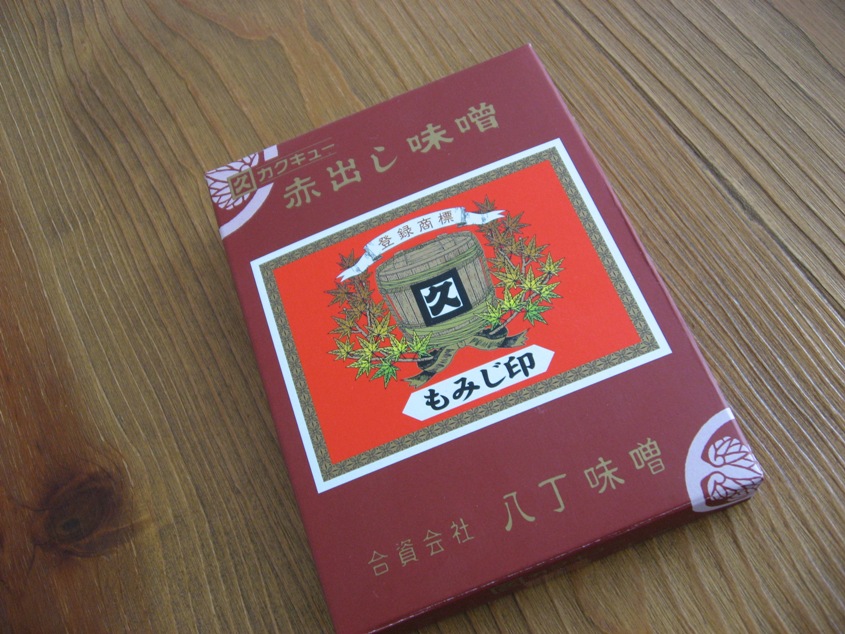 久 カクキュー
赤出し味噌
登録商標
久
もみじ印
合資会社 八丁味噌